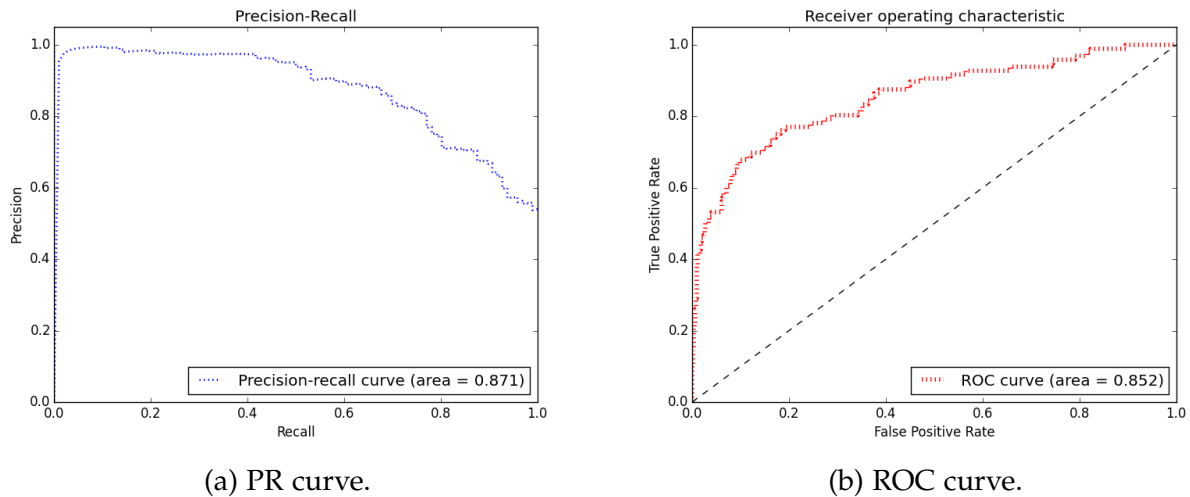 Precision-Recall
1.0
0.8
0.6
0.4
0.2
0.0
Precision
0.0 0.2 0.4 0.6 0.8 1.0
Recall
Precision-recall curve (area = 0.871)
(a) PR curve.
Receiver operating characteristic
1.0
0.8
0.6
0.4
0.2
0.0
True Positive Rate
0.0 0.2 0.4 0.6 0.8 1.0
False Positive Rate
ROC curve (area = 0.852)
(b) ROC curve.